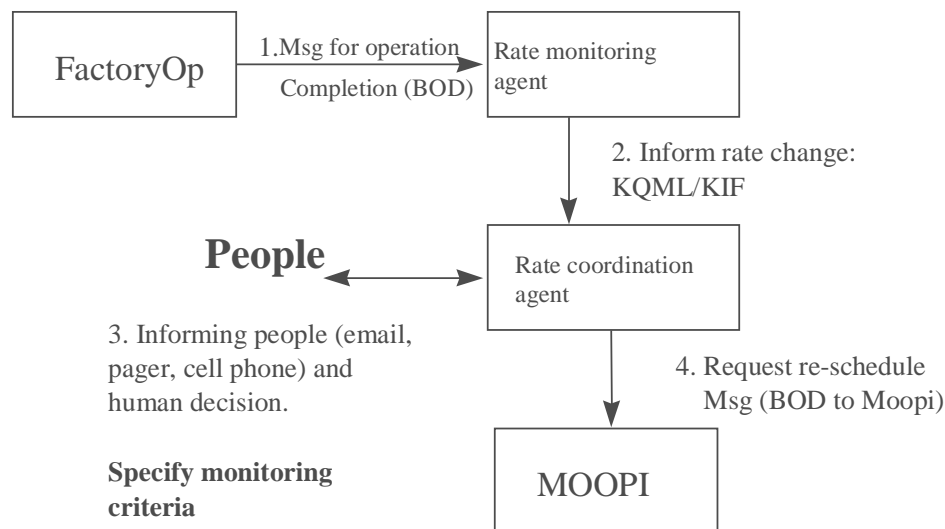 FactoryOp
1.Msg for operation
Completion (BOD)
Rate monitoring
agent
2. Inform rate change:
KQML/KIF
People
Rate coordination
agent
3. Informing people (email,
pager, cell phone) and
human decision.
4. Request re-schedule
Msg (BOD to Moopi)
Specify monitoring
criteria
MOOPI